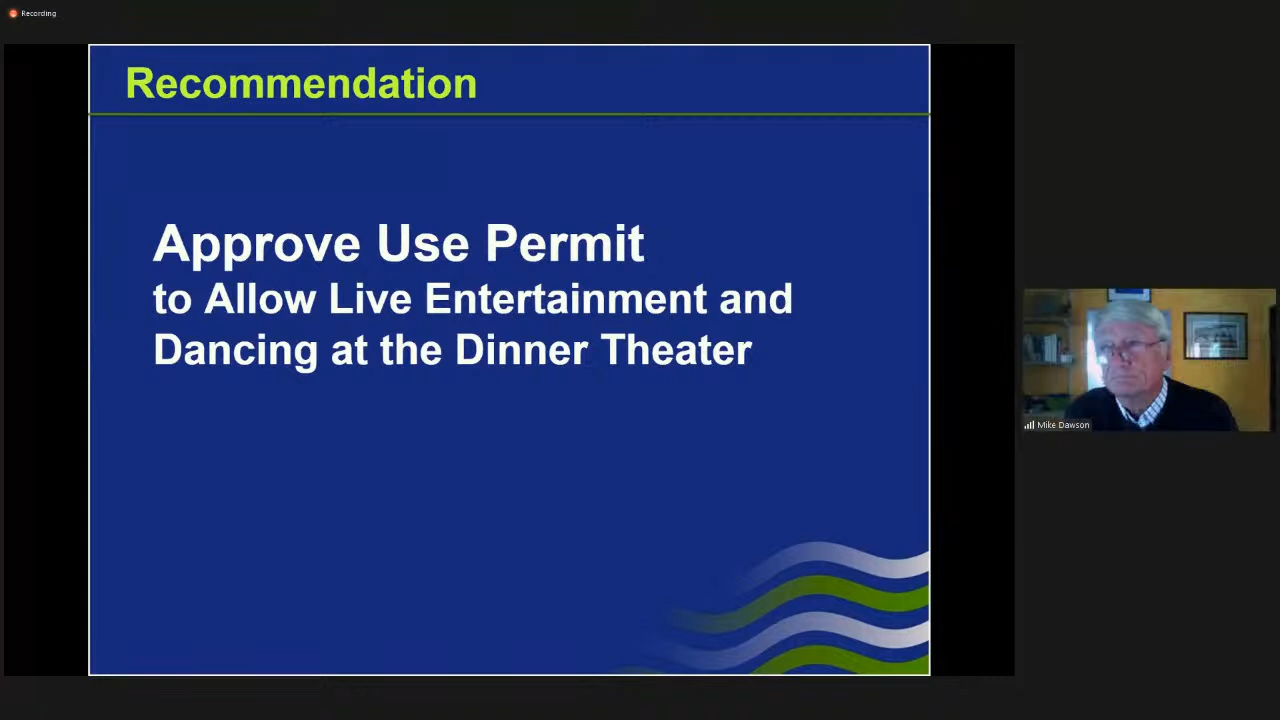 Recording
Recommendation
Approve Use Permit
to Allow Live Entertainment and
Dancing at the Dinner Theater
Mike Dawson